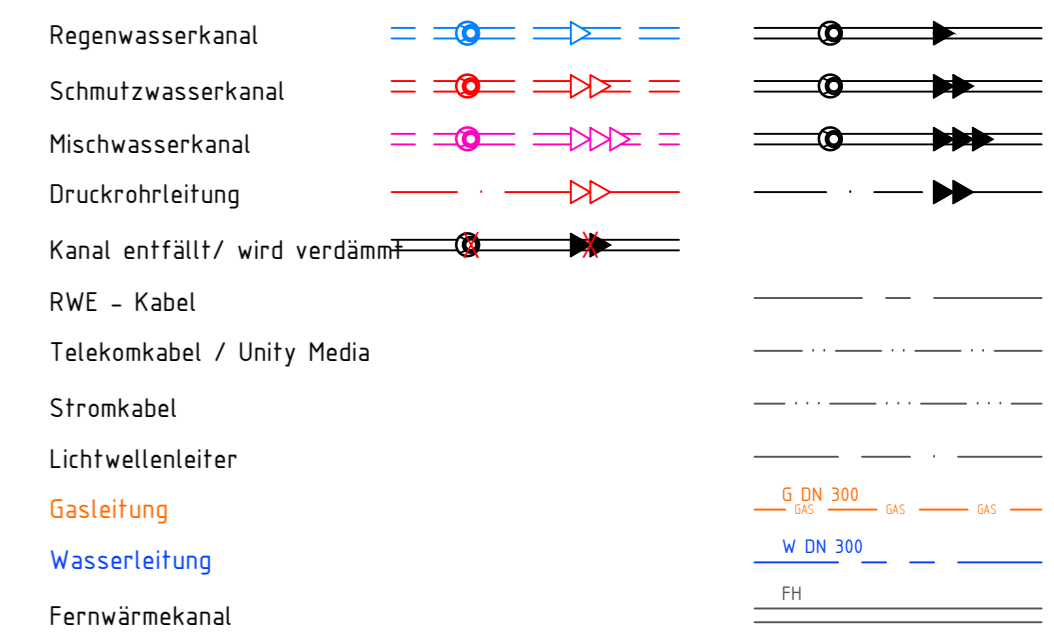 Regenwasserkanal
Schmutzwasserkanal
Mischwasserkanal
Druckrohrleitung
Kanal entfällt/ wird verdämmt
RWE - Kabel
Telekomkabel / Unity Media
Stromkabel
Lichtwellenleiter
Gasleitung
G DN 300
GAS GAS GAS
Wasserleitung
W DN 300
Fernwärmekanal
FH